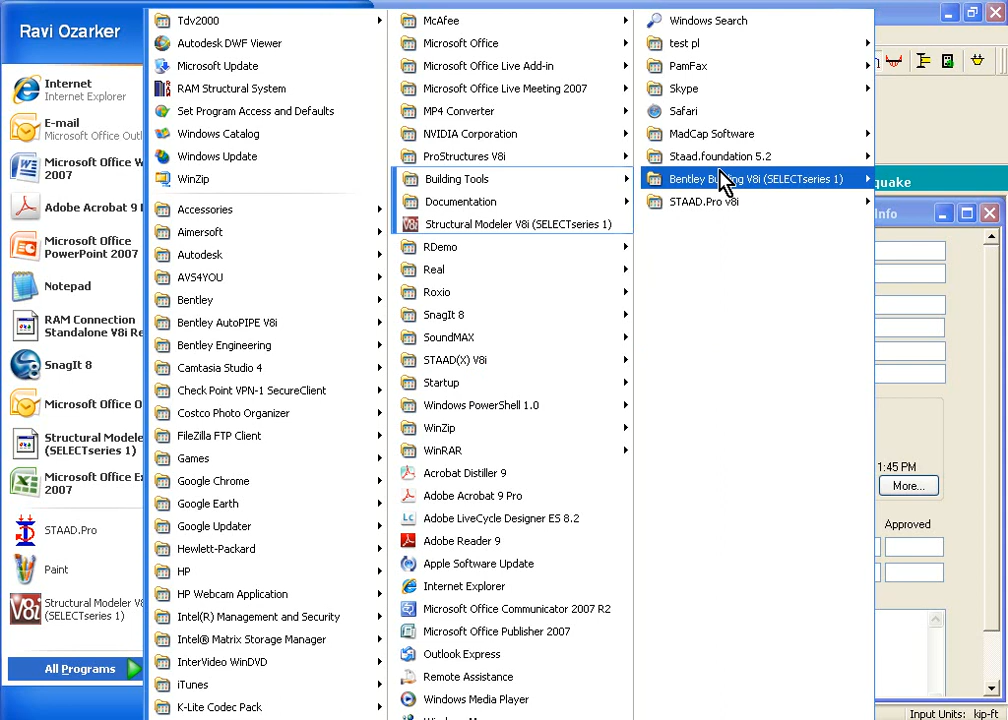 Ravi Ozarker
Internet
Internet Explorer
E-mail
Microsoft Office Outl
Microsoft Office W
2007
Adobe Acrobat 9 P
Microsoft Office
PowerPoint 2007
Notepad
RAM Connection
Standalone V8i Re
SnagIt 8
Microsoft Office O
Structural Modele
(SELECTseries 1)
Microsoft Office Ex
2007
STAAD.Pro
Paint
Structural Modeler V8
(SELECTseries 1)
All Programs
Tdv2000
Autodesk DWF Viewer
Microsoft Update
RAM Structural System
Set Program Access and Defaults
Windows Catalog
Windows Update
WinZip
Accessories
Aimersoft
Autodesk
AVS4YOU
Bentley
Bentley AutoPIPE V8i
Bentley Engineering
Camtasia Studio 4
Check Point VPN-1 SecureClient
Costco Photo Organizer
FileZilla FTP Client
Games
Google Chrome
Google Earth
Google Updater
Hewlett-Packard
HP
HP Webcam Application
Intel(R) Management and Security
Intel® Matrix Storage Manager
InterVideo WinDVD
iTunes
K-Lite Codec Pack
McAfee
Microsoft Office
Microsoft Office Live Add-in
Microsoft Office Live Meeting 2007
MP4 Converter
NVIDIA Corporation
ProStructures V8i
Building Tools
Documentation
Structural Modeler V8i (SELECTseries 1)
RDemo
Real
Roxio
SnagIt 8
SoundMAX
STAAD(X) V8i
Startup
Windows PowerShell 1.0
WinZip
WinRAR
Acrobat Distiller 9
Adobe Acrobat 9 Pro
Adobe LiveCycle Designer ES 8.2
Adobe Reader 9
Apple Software Update
Internet Explorer
Microsoft Office Communicator 2007 R2
Microsoft Office Publisher 2007
Outlook Express
Remote Assistance
Windows Media Player
Windows Search
test pl
PamFax
Skype
Safari
MadCap Software
Staad.foundation 5.2
Bentley Building V8i (SELECTseries 1)
STAAD.Pro V8i
quake
Info
1:45 PM
More...
Approved
Input Units: kip-ft